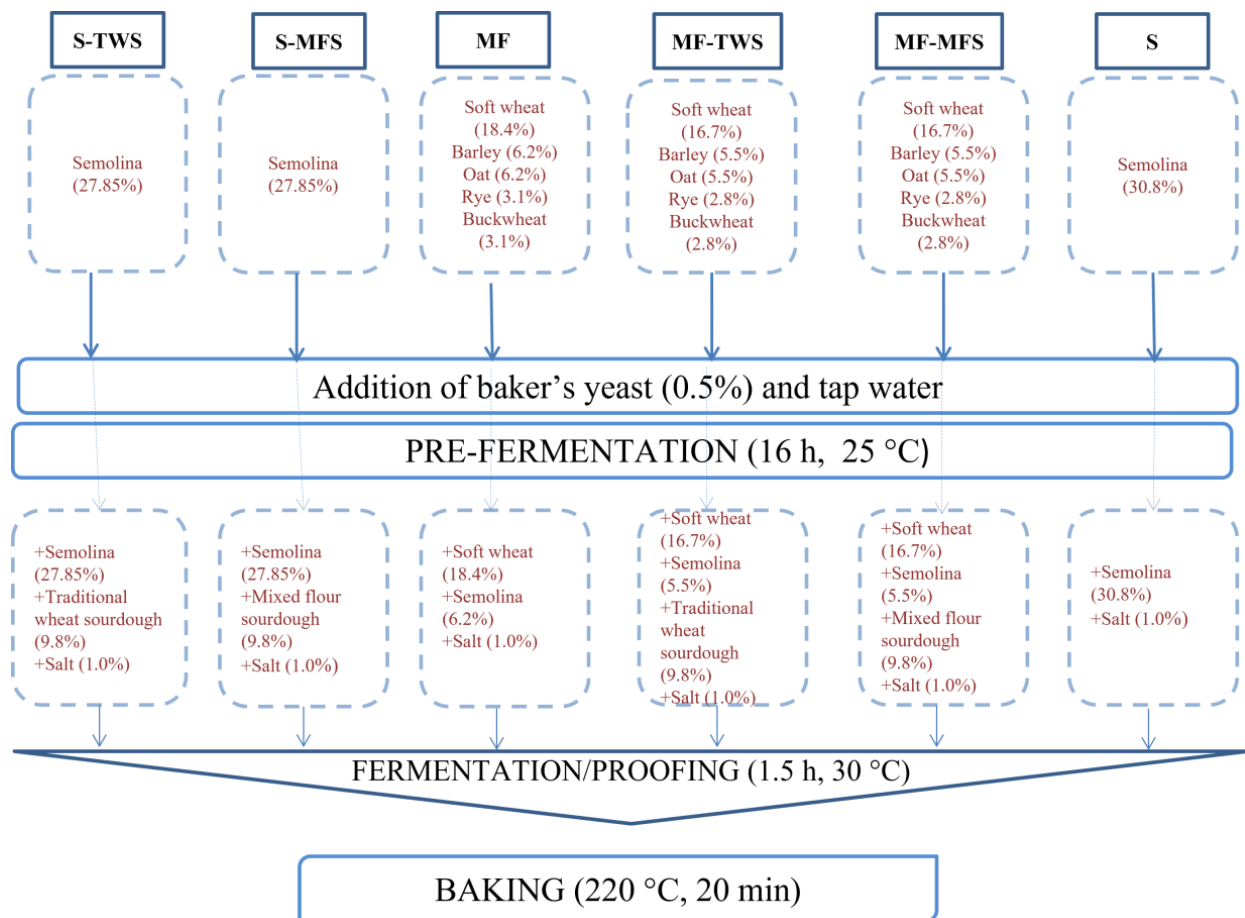 S-TWS
S-MFS
MF
MF-TWS
MF-MFS
S
Semolina
(27.85%)
Semolina
(27.85%)
Soft wheat
(18.4%)
Barley (6.2%)
Oat (6.2%)
Rye (3.1%)
Buckwheat
(3.1%)
Soft wheat
(16.7%)
Barley (5.5%)
Oat (5.5%)
Rye (2.8%)
Buckwheat
(2.8%)
Soft wheat
(16.7%)
Barley (5.5%)
Oat (5.5%)
Rye (2.8%)
Buckwheat
(2.8%)
Semolina
(30.8%)
Addition of baker’s yeast (0.5%) and tap water
PRE-FERMENTATION (16 h, 25 °C)
+Semolina
(27.85%)
+Traditional
wheat sourdough
(9.8%)
+Salt (1.0%)
+Semolina
(27.85%)
+Mixed flour
sourdough
(9.8%)
+Salt (1.0%)
+Soft wheat
(18.4%)
+Semolina
(6.2%)
+Salt (1.0%)
+Soft wheat
(16.7%)
+Semolina
(5.5%)
+Traditional
wheat
sourdough
(9.8%)
+Salt (1.0%)
+Soft wheat
(16.7%)
+Semolina
(5.5%)
+Mixed flour
sourdough
(9.8%)
+Salt (1.0%)
+Semolina
(30.8%)
+Salt (1.0%)
FERMENTATION/PROOFING (1.5 h, 30 °C)
BAKING (220 °C, 20 min)